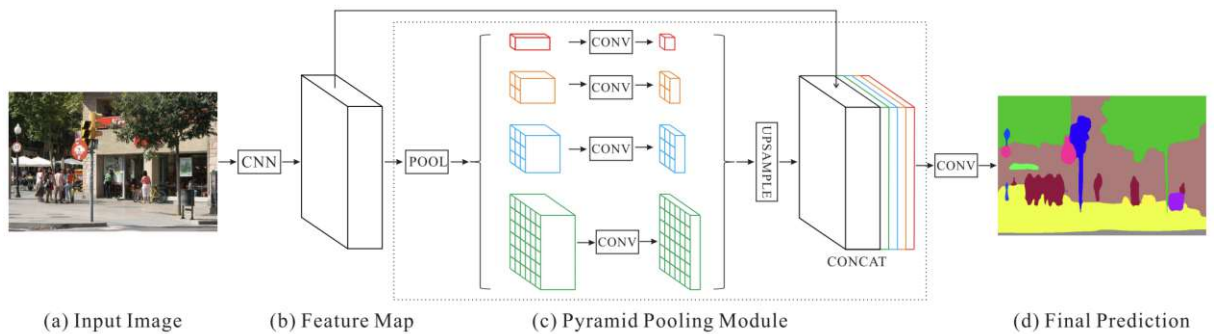 CNN
POOL
CONV
CONV
CONV
CONV
UPSAMPLE
CONCAT
CONV
(a) Input Image
(b) Feature Map
(c) Pyramid Pooling Module
(d) Final Prediction